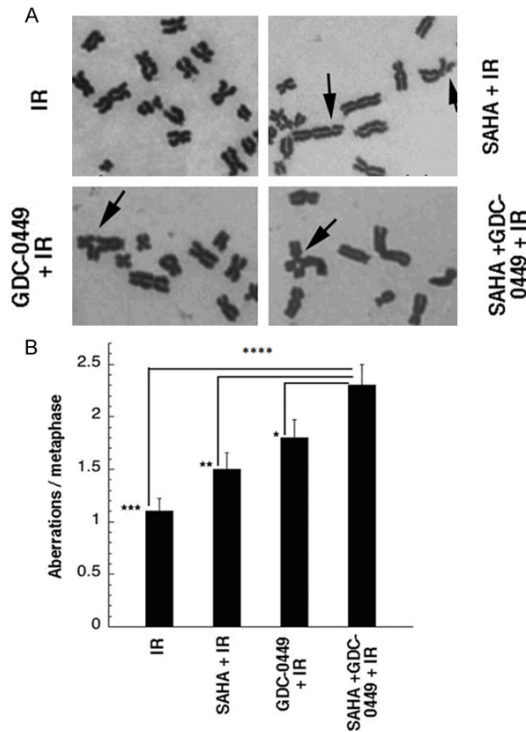 A
IR
SAHA + IR
GDC-0449
+ IR
SAHA +GDC-
0449 + IR
B
Aberrations / metaphase
2.5
2
1.5
1
0.5
0
****
***
**
*
IR
SAHA + IR
GDC-0449
+ IR
SAHA +GDC-
0449 + IR